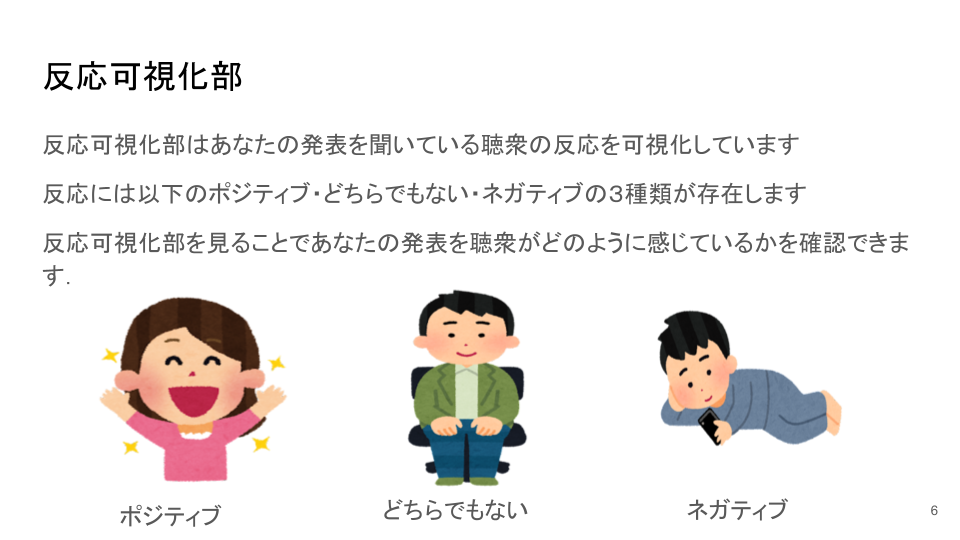 反応可視化部
反応可視化部はあなたの発表を聞いている聴衆の反応を可視化しています
反応には以下のポジティブ・どちらでもない・ネガティブの３種類が存在します
反応可視化部を見ることであなたの発表を聴衆がどのように感じているかを確認できま
す．
ポジティブ
どちらでもない
ネガティブ
6